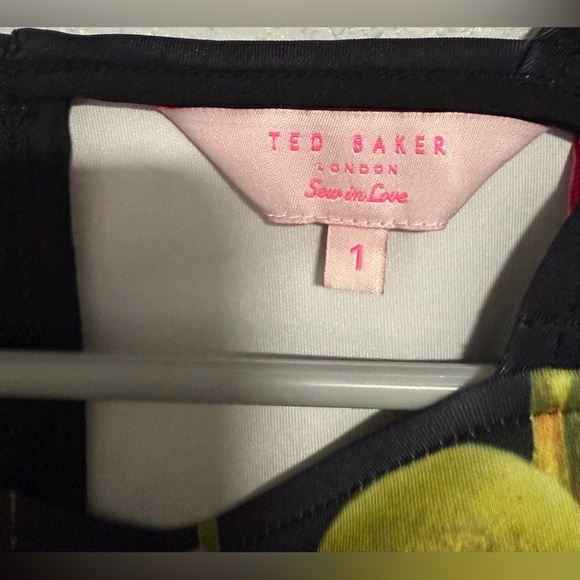 TED BAKER
LONDON
Sew in Love
1